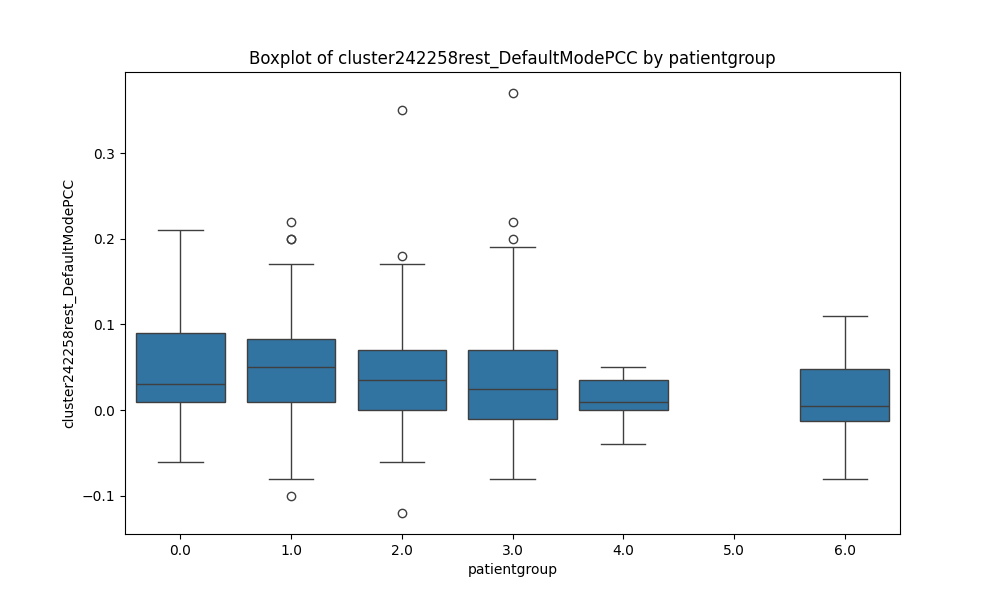 Boxplot of cluster242258rest_DefaultModePCC by patientgroup
cluster242258rest_DefaultModePCC
0.3
0.2
0.1
0.0
−0.1
0.0 1.0 2.0 3.0 4.0 5.0 6.0
patientgroup